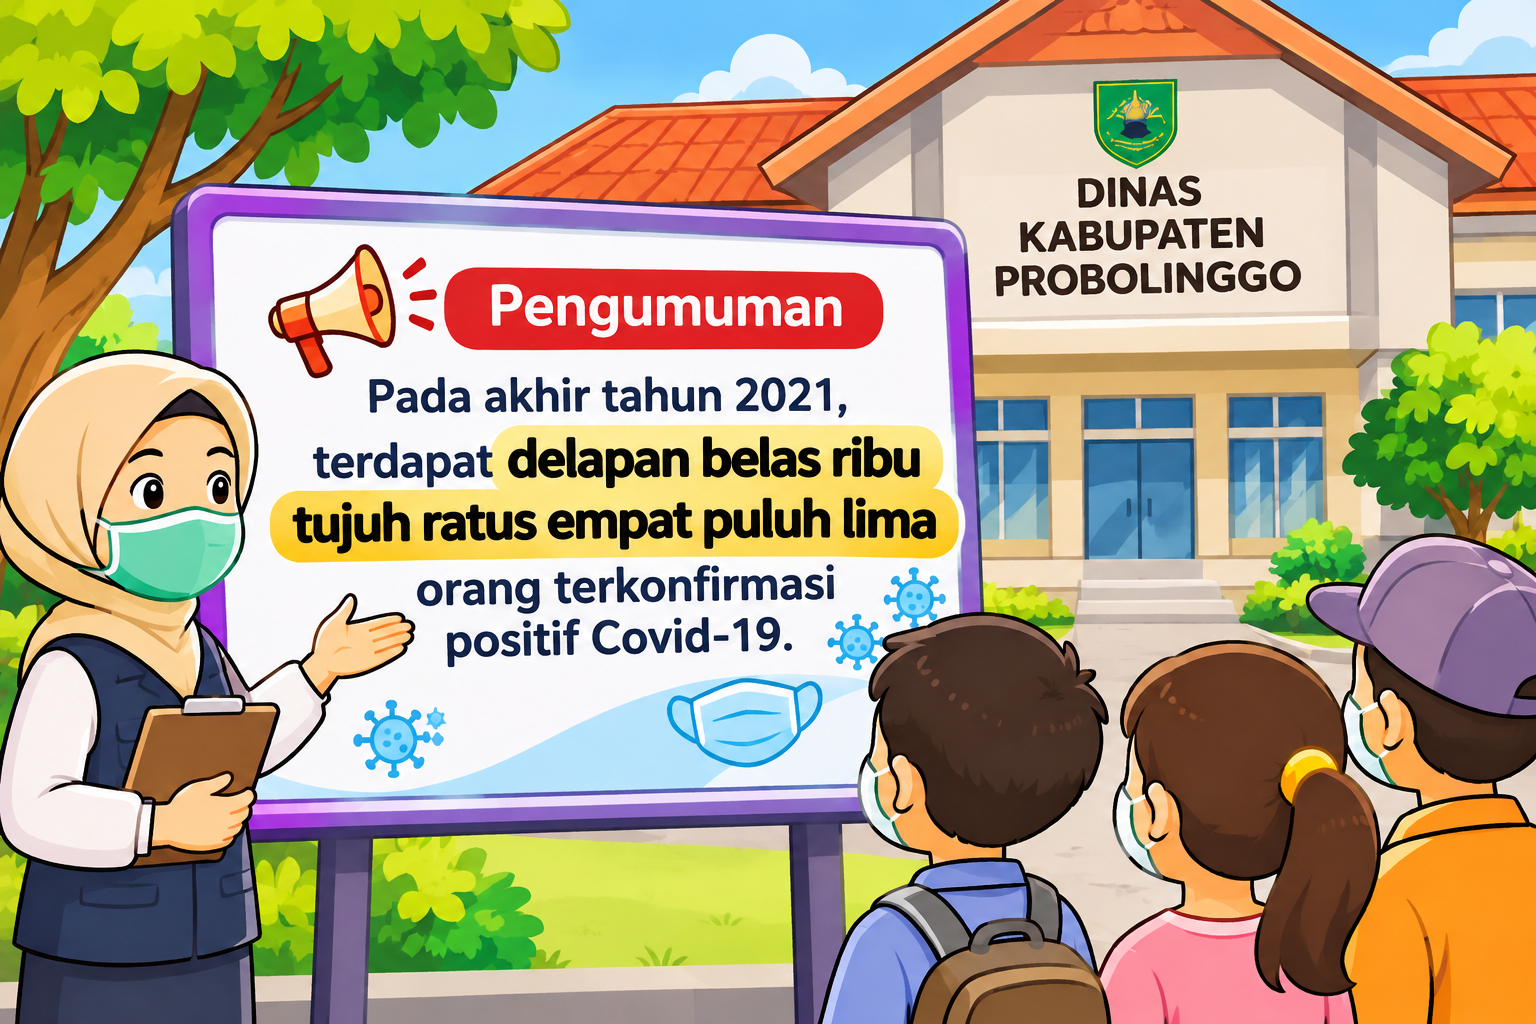 DINAS
KABUPATEN
PROBOLINGGO
Pengumuman
Pada akhir tahun 2021,
terdapat delapan belas ribu
tujuh ratus empat puluh lima
orang terkonfirmasi
positif Covid-19.